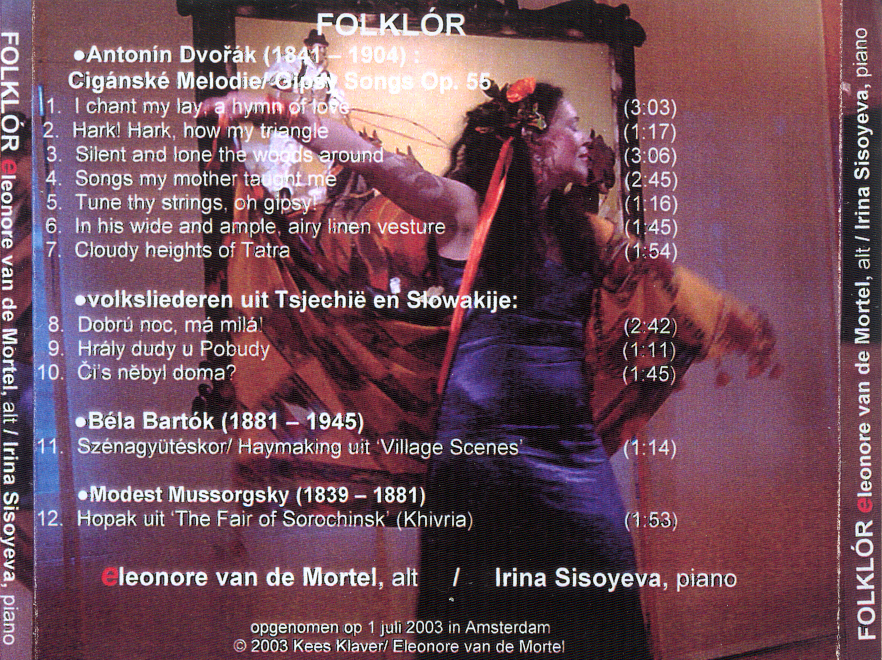 FOLKLÓR
●Antonín Dvořák (1841 – 1904) :
Cigánské Melodie/ Gipsy Songs Op. 55
1. I chant my lay, a hymn of love (3:03)
2. Hark! Hark, how my triangle (1:17)
3. Silent and lone the woods around (3:06)
4. Songs my mother taught me (2:45)
5. Tune thy strings, oh gipsy! (1:16)
6. In his wide and ample, airy linen vesture (1:45)
7. Cloudy heights of Tatra (1:54)
●volksliederen uit Tsjechië en Slowakije:
8. Dobrú noc, má milá! (2:42)
9. Hrály dudy u Pobudy (1:11)
10. Či's něbyl doma? (1:45)
●Béla Bartók (1881 – 1945)
11. Szénagyütéskor/ Haymaking uit 'Village Scenes' (1:14)
●Modest Mussorgsky (1839 – 1881)
12. Hopak uit 'The Fair of Sorochinsk' (Khivria) (1:53)
eleonore van de Mortel, alt / Irina Sisoyeva, piano
opgenomen op 1 juli 2003 in Amsterdam
© 2003 Kees Klaver/ Eleonore van de Mortel
FOLKLÓR eleonore van de Mortel, alt / Irina Sisoyeva, piano
FOLKLÓR eleonore van de Mortel, alt / Irina Sisoyeva, piano